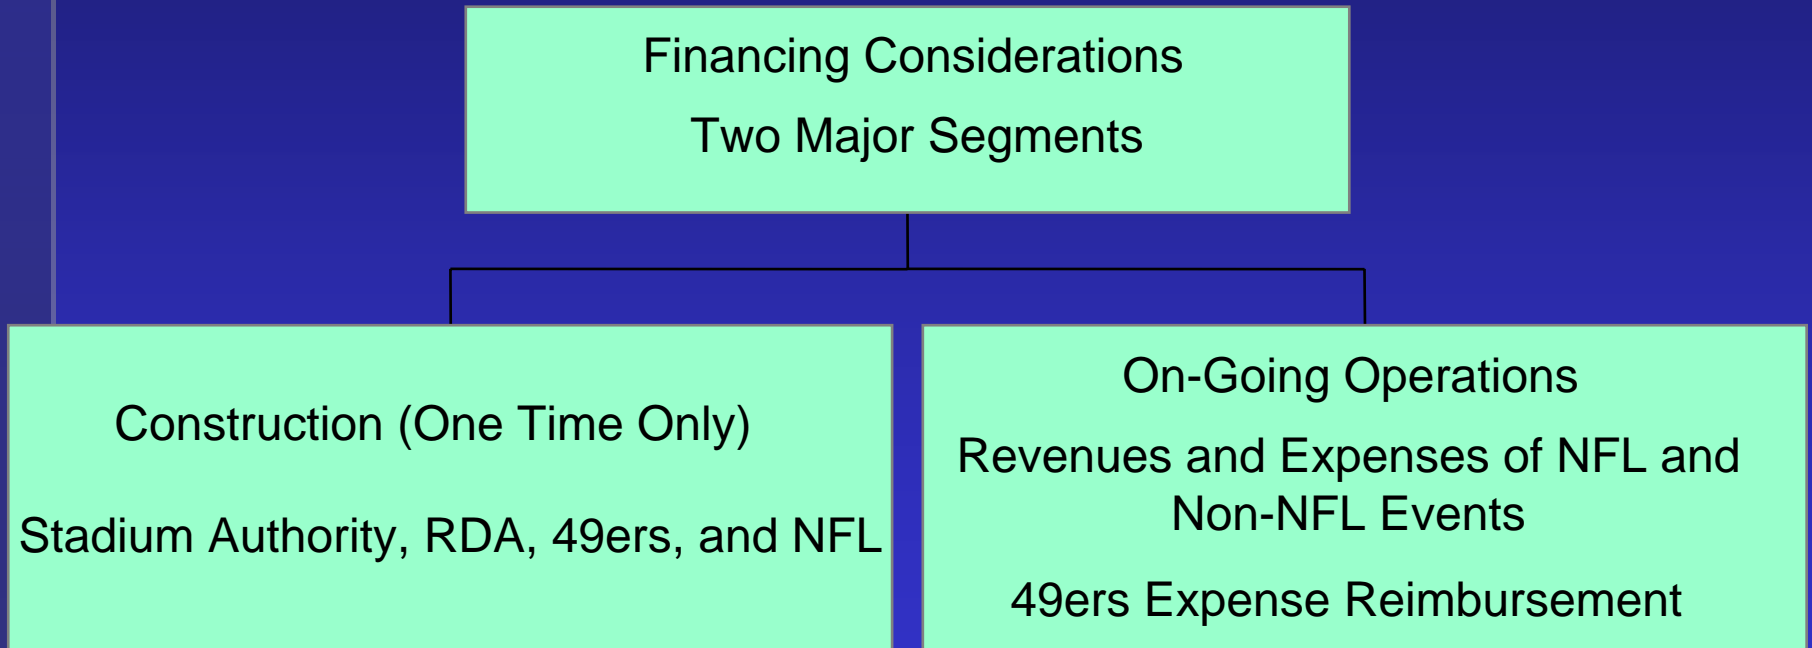 Financing Considerations
Two Major Segments
Construction (One Time Only)
Stadium Authority, RDA, 49ers, and NFL
On-Going Operations
Revenues and Expenses of NFL and
Non-NFL Events
49ers Expense Reimbursement